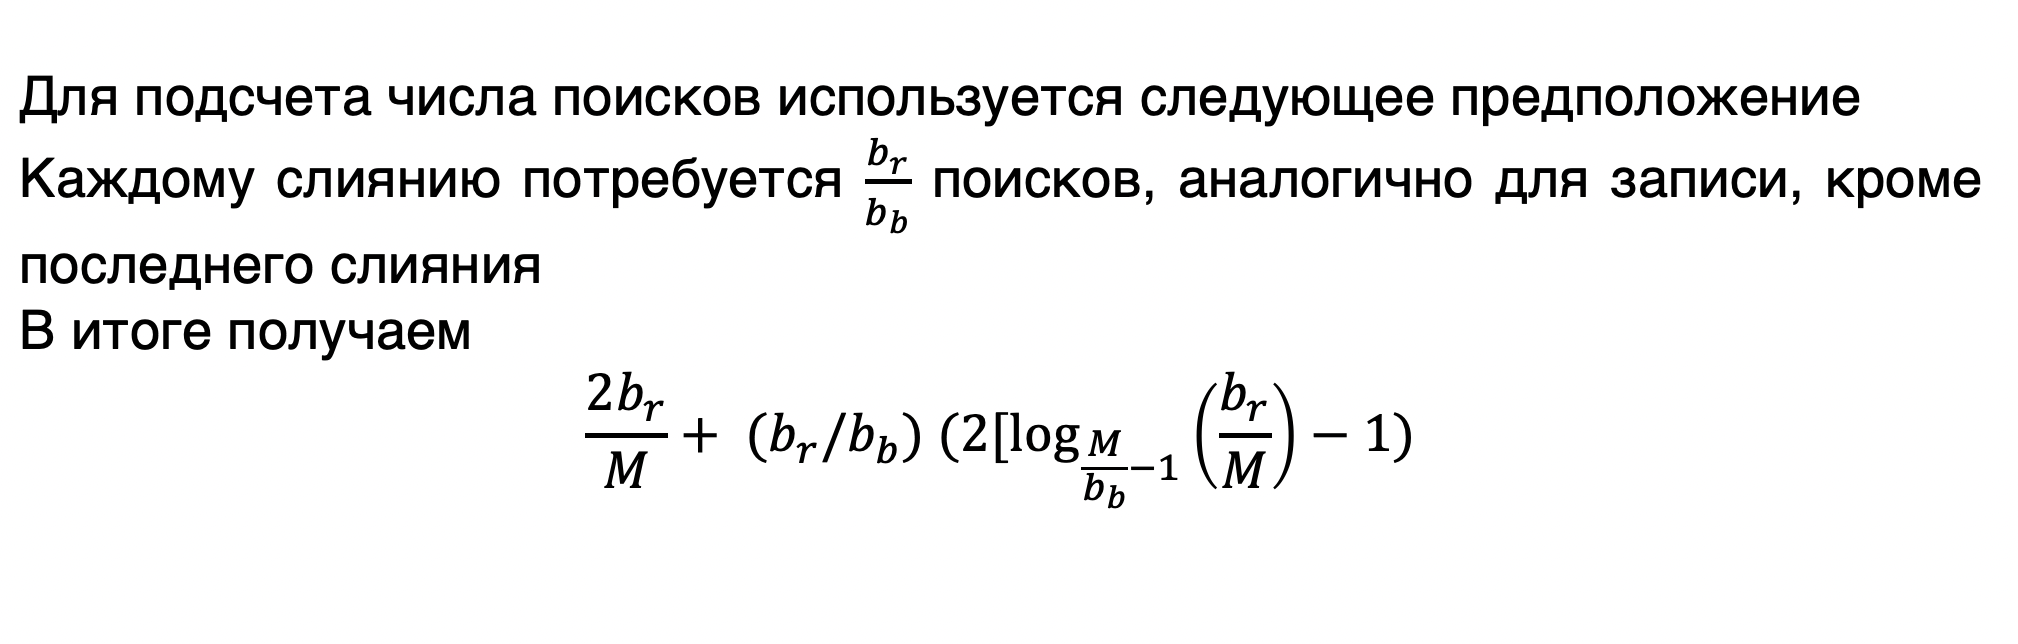 Для подсчета числа поисков используется следующее предположение
Каждому слиянию потребуется $\frac{b_r}{b_b}$ поисков, аналогично для записи, кроме
последнего слияния
В итоге получаем
$\frac{2b_r}{M} + (b_r/b_b) (2[\log_{\frac{M}{b_b}-1} \left(\frac{b_r}{M}\right) - 1)$